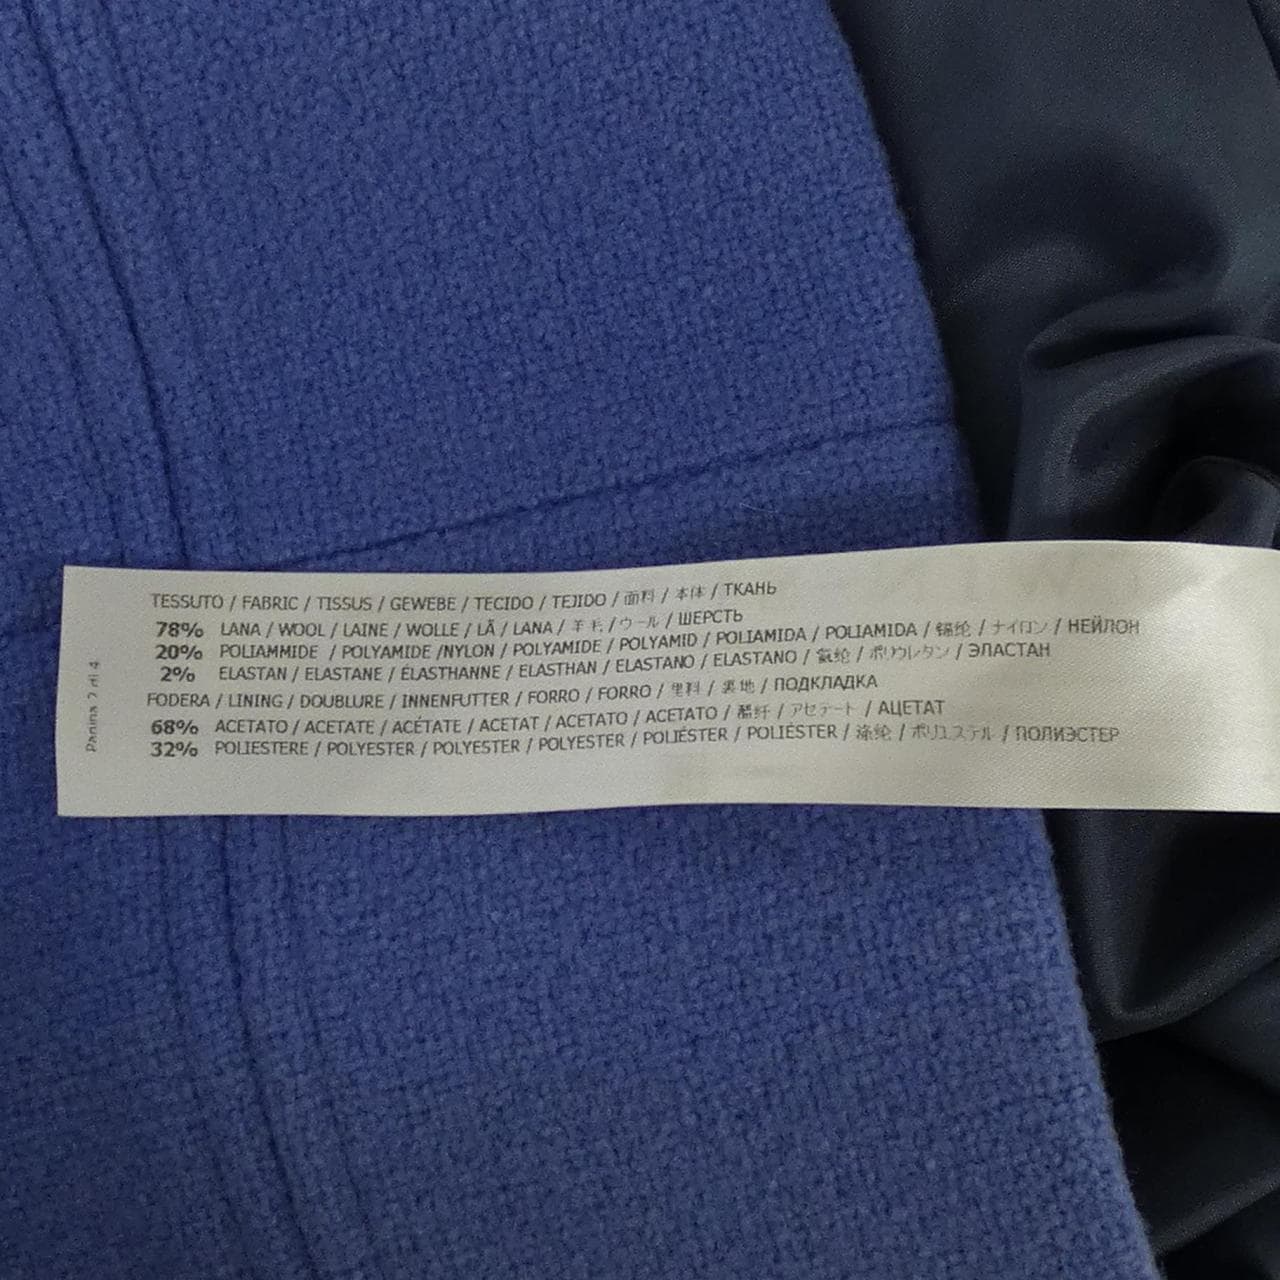 TESSUTO / FABRIC / TISSUS / GEWEBE / TECIDO / TEJIDO / 面料 / 本体 / ТКАНЬ
78% LANA / WOOL / LAINE / WOLLE / LÃ / LANA / 羊毛 / ウール / ШЕРСТЬ
20% POLIAMMIDE / POLYAMIDE /NYLON / POLYAMIDE / POLYAMID / POLIAMIDA / POLIAMIDA / 锦纶 / ナイロン / НЕЙЛОН
2% ELASTAN / ELASTANE / ÉLASTHANNE / ELASTHAN / ELASTANO / ELASTANO / 氨纶 / ポリウレタン / ЭЛАСТАН
FODERA / LINING / DOUBLURE / INNENFUTTER / FORRO / FORRO / 里料 / 裏地 / ПОДКЛАДКА
68% ACETATO / ACETATE / ACÉTATE / ACETAT / ACETATO / ACETATO / 醋纤 / アセテート / АЦЕТАТ
32% POLIESTERE / POLYESTER / POLYESTER / POLYESTER / POLIÉSTER / POLIÉSTER / 涤纶 / ポリエステル / ПОЛИЭСТЕР
Panina 2 di 4